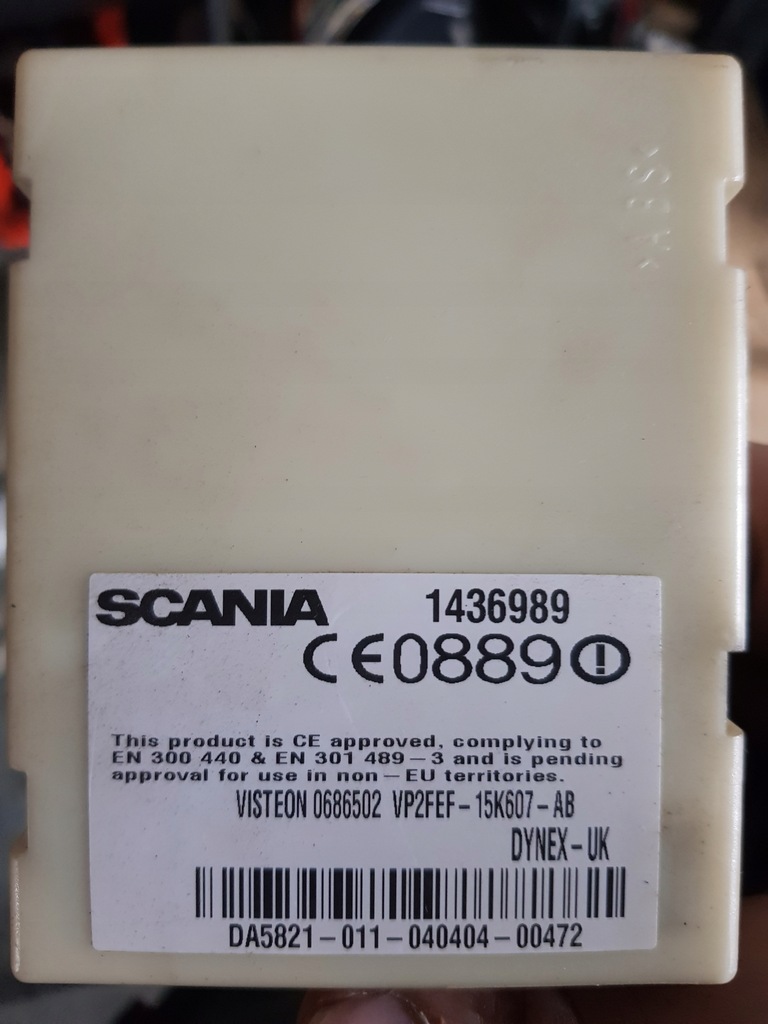 >ABS<
SCANIA 1436989
CE0889
This product is CE approved, complying to
EN 300 440 & EN 301 489-3 and is pending
approval for use in non-EU territories.
VISTEON 0686502 VP2FEF-15K607-AB
DYNEX-UK
DA5821-011-040404-00472